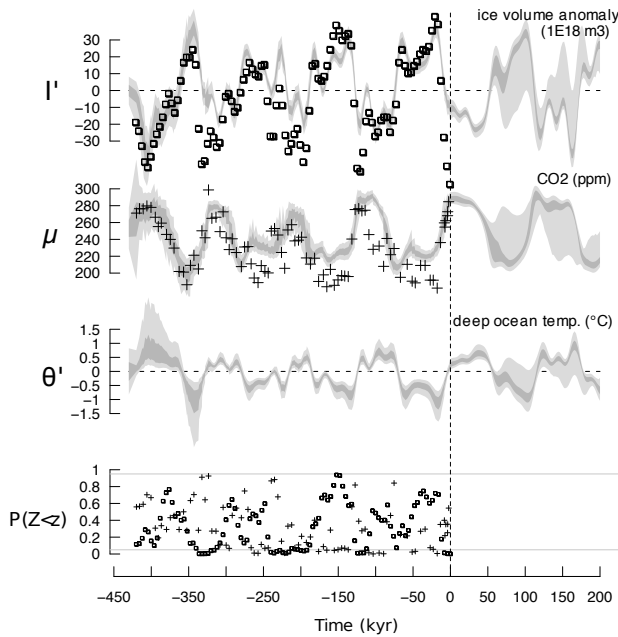 ice volume anomaly
(1E18 m3)
30
20
10
0
−10
−20
−30
I'
CO2 (ppm)
300
280
260
240
220
200
μ
deep ocean temp. (°C)
1.5
1
0.5
0
−0.5
−1
−1.5
θ'
1
0.8
0.6
0.4
0.2
0
P(Z<z)
−450 −350 −250 −150 −50 0 50 100 150 200
Time (kyr)